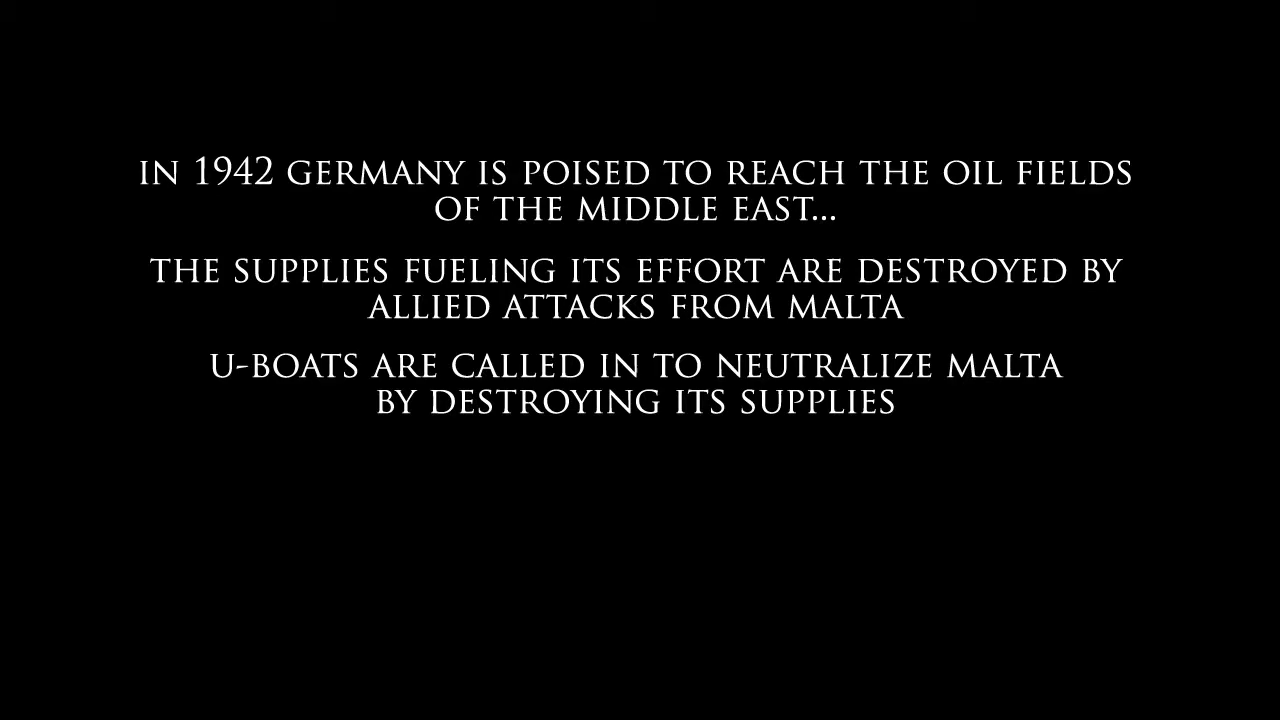 IN 1942 GERMANY IS POISED TO REACH THE OIL FIELDS
OF THE MIDDLE EAST...
THE SUPPLIES FUELING ITS EFFORT ARE DESTROYED BY
ALLIED ATTACKS FROM MALTA
U-BOATS ARE CALLED IN TO NEUTRALIZE MALTA
BY DESTROYING ITS SUPPLIES